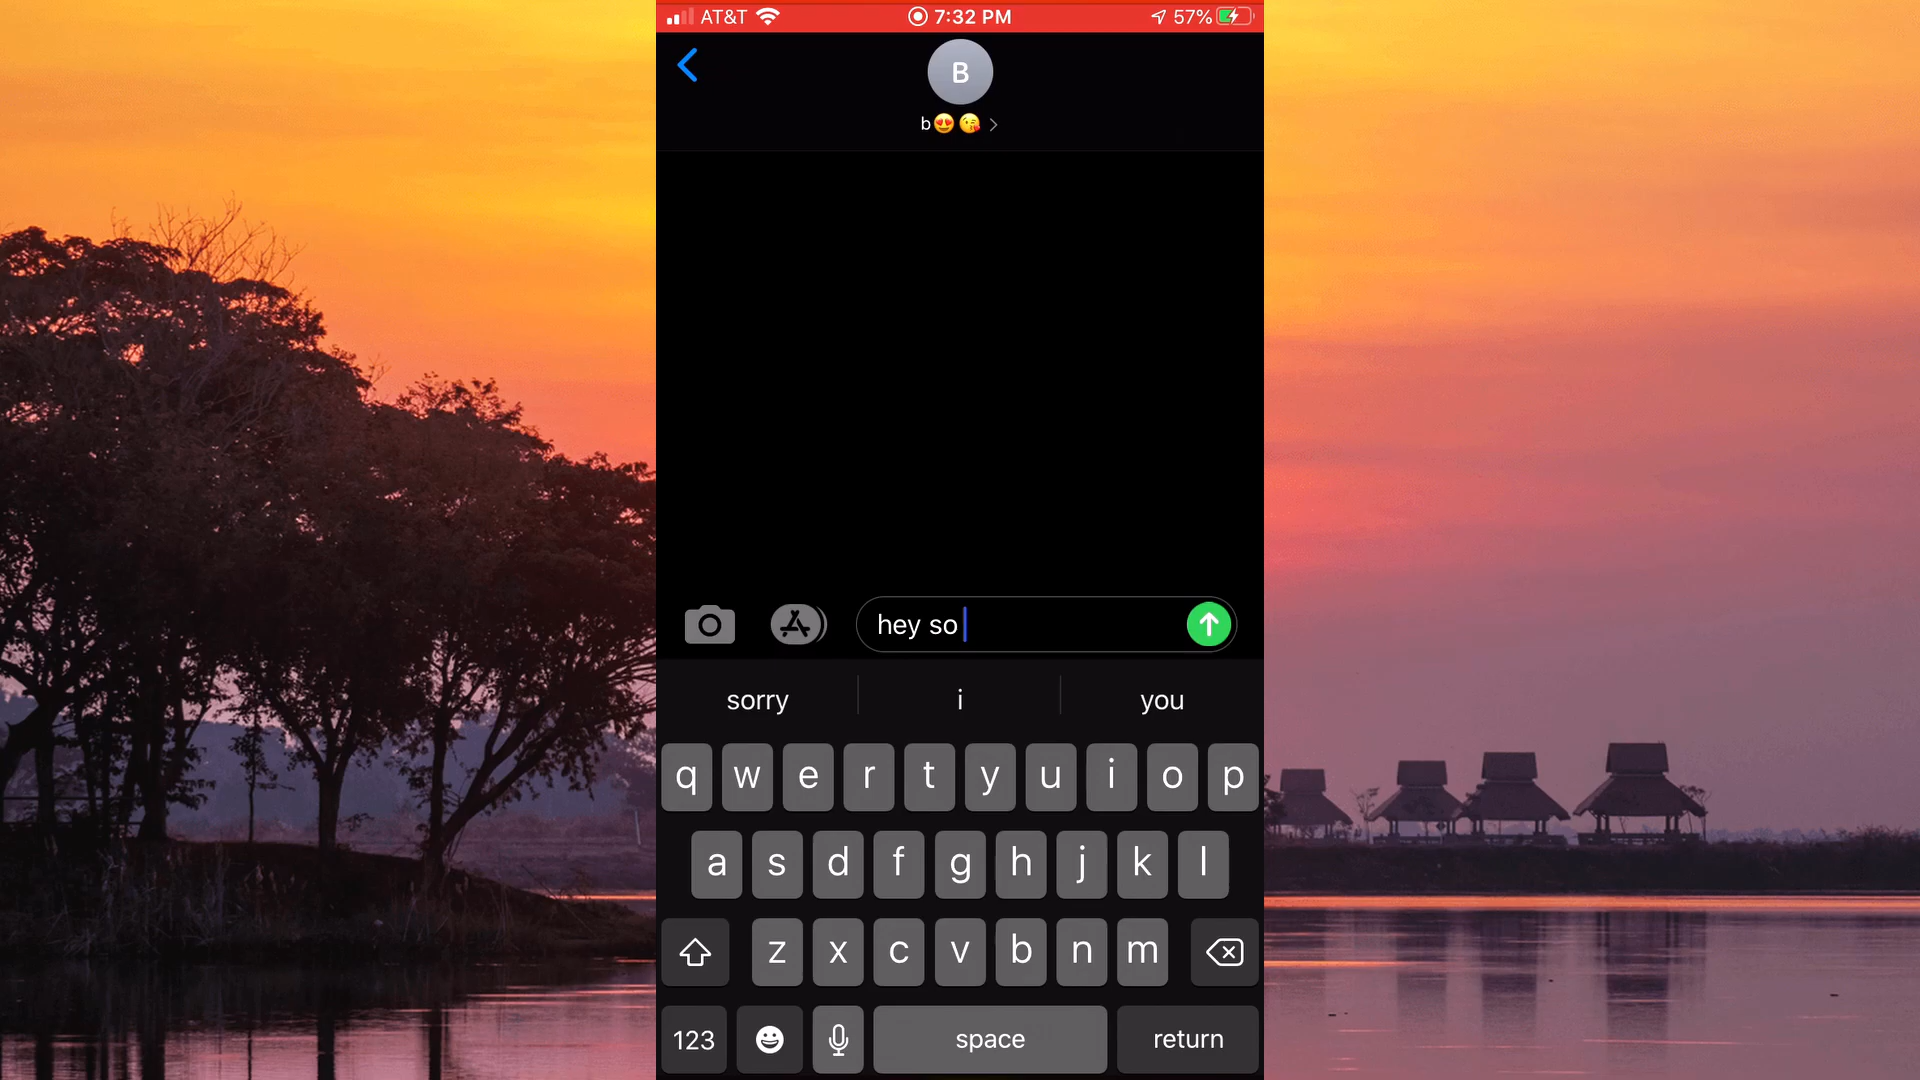 AT&T 7:32 PM 57%
B
b😍😘
hey so
sorry i you
q w e r t y u i o p
a s d f g h j k l
z x c v b n m
123 space return